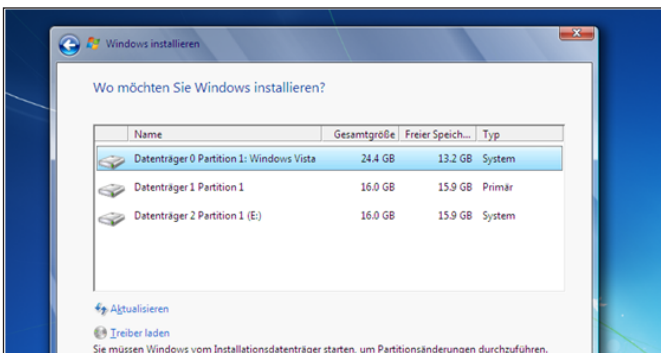 Windows installieren
Wo möchten Sie Windows installieren?
Name Gesamtgröße Freier Speich... Typ
Datenträger 0 Partition 1: Windows Vista 24.4 GB 13.2 GB System
Datenträger 1 Partition 1 16.0 GB 15.9 GB Primär
Datenträger 2 Partition 1 (E:) 16.0 GB 15.9 GB System
Aktualisieren
Treiber laden
Sie müssen Windows vom Installationsdatenträger starten, um Partitionsänderungen durchzuführen.